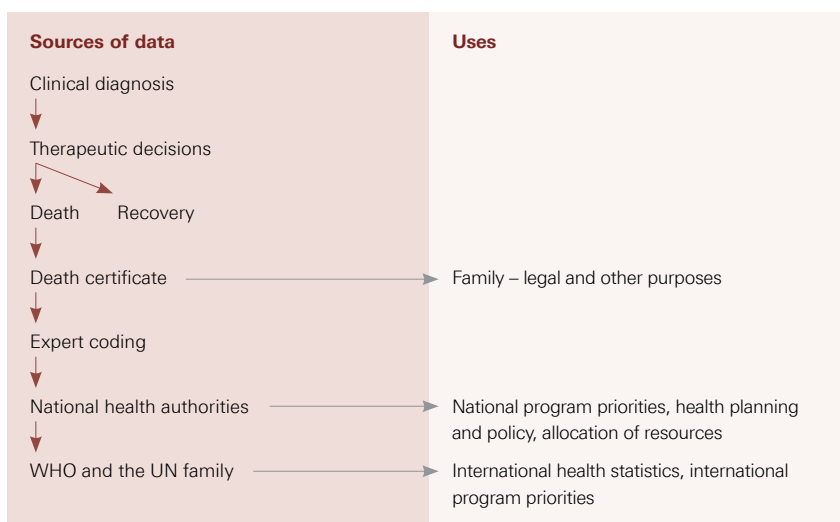 Sources of data
Uses
Clinical diagnosis
Therapeutic decisions
Death
Recovery
Death certificate
Family – legal and other purposes
Expert coding
National health authorities
National program priorities, health planning
and policy, allocation of resources
WHO and the UN family
International health statistics, international
program priorities